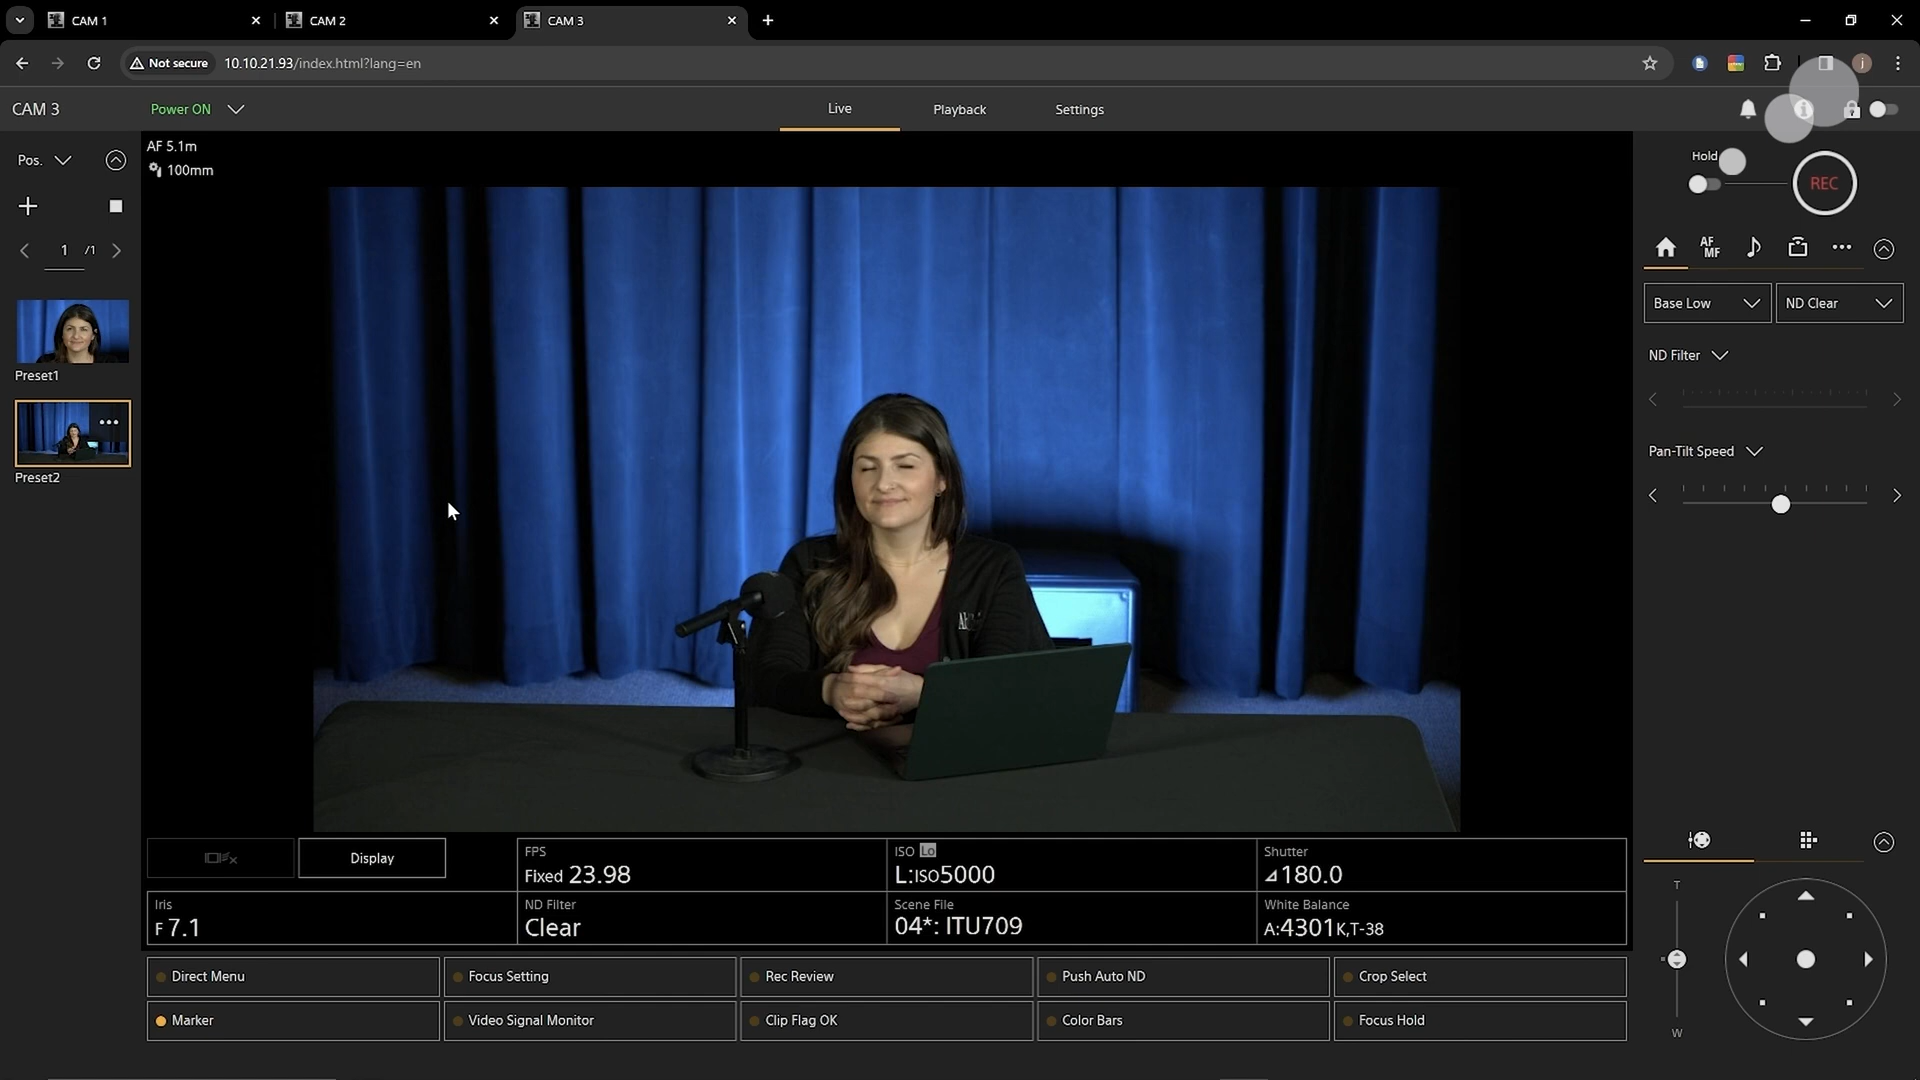 CAM 1
CAM 2
CAM 3
Not secure
10.10.21.93/index.html?lang=en
j
CAM 3
Power ON
Live
Playback
Settings
Pos.
AF 5.1m
100mm
Hold
REC
1 /1
AF
MF
Base Low
ND Clear
Preset1
ND Filter
Pan-Tilt Speed
Preset2
Display
FPS
Fixed 23.98
ISO Lo
L:ISO5000
Shutter
180.0
Iris
F 7.1
ND Filter
Clear
Scene File
04*: ITU709
White Balance
A:4301K,T-38
T
W
Direct Menu
Focus Setting
Rec Review
Push Auto ND
Crop Select
Marker
Video Signal Monitor
Clip Flag OK
Color Bars
Focus Hold